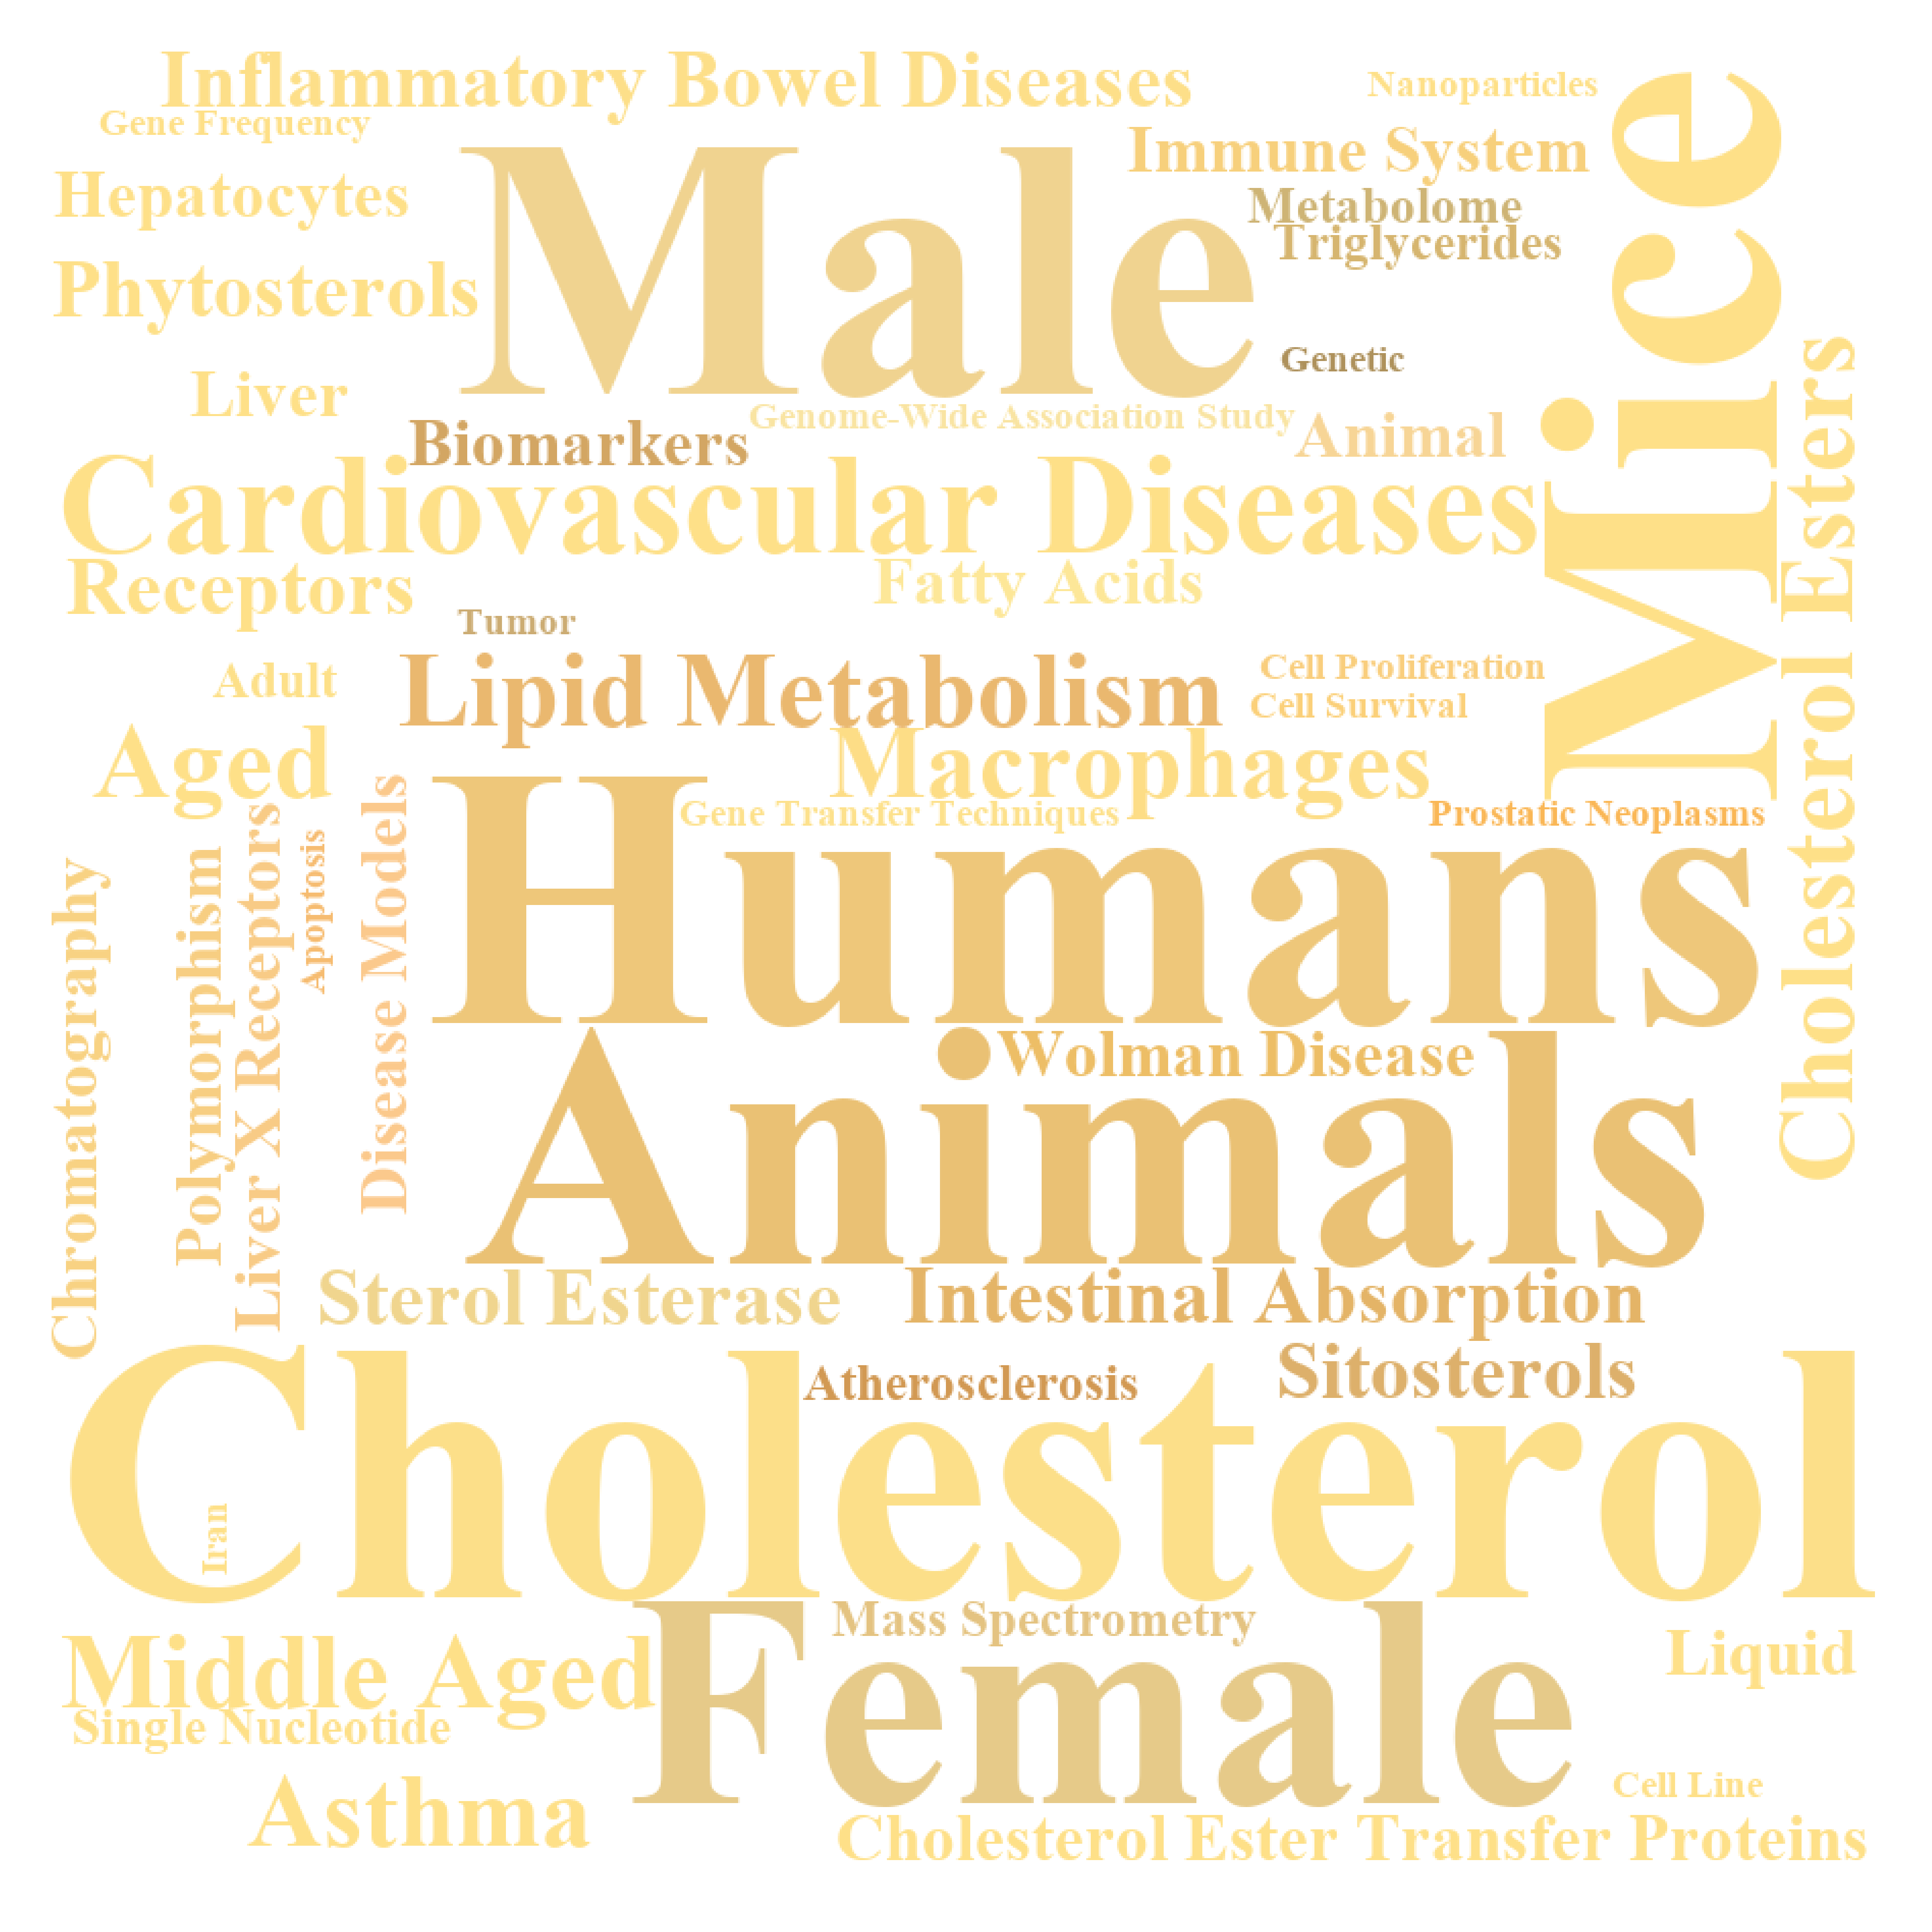 Inflammatory Bowel Diseases
Nanoparticles
Gene Frequency
Immune System
Hepatocytes
Male
Mice
Metabolome
Triglycerides
Phytosterols
Genetic
Liver
Genome-Wide Association Study
Biomarkers
Animal
Cardiovascular Diseases
Cholesterol Esters
Receptors
Fatty Acids
Tumor
Adult
Lipid Metabolism
Cell Proliferation
Cell Survival
Aged
Macrophages
Gene Transfer Techniques
Prostatic Neoplasms
Chromatography
Polymorphism
Liver X Receptors
Apoptosis
Disease Models
Humans
Wolman Disease
Animals
Sterol Esterase
Intestinal Absorption
Atherosclerosis
Sitosterols
Cholesterol
Iran
Mass Spectrometry
Middle Aged
Female
Liquid
Single Nucleotide
Asthma
Cell Line
Cholesterol Ester Transfer Proteins